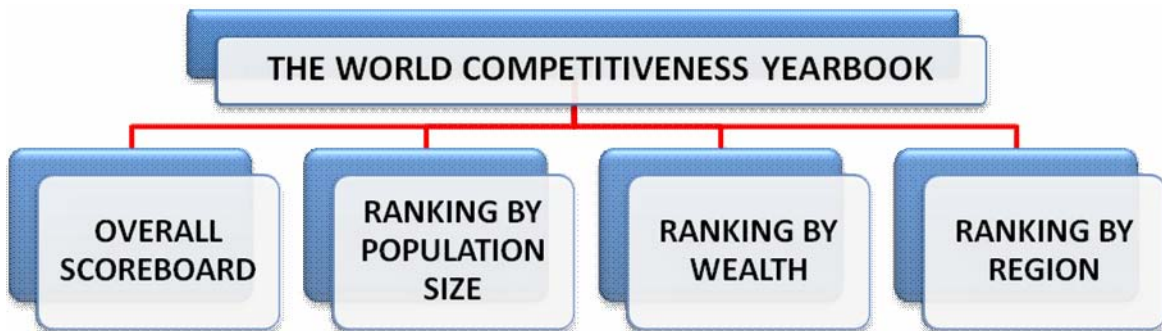 THE WORLD COMPETITIVENESS YEARBOOK
OVERALL
SCOREBOARD
RANKING BY
POPULATION
SIZE
RANKING BY
WEALTH
RANKING BY
REGION